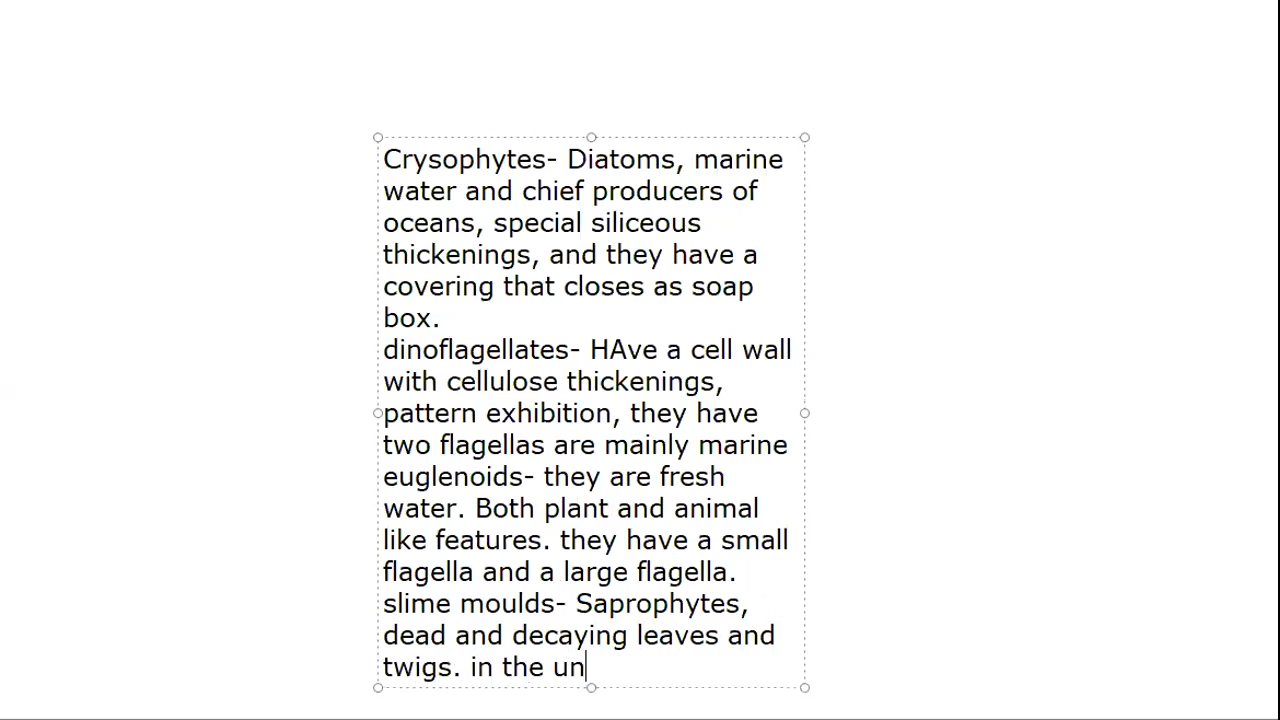 Crysophytes- Diatoms, marine
water and chief producers of
oceans, special siliceous
thickenings, and they have a
covering that closes as soap
box.
dinoflagellates- HAve a cell wall
with cellulose thickenings,
pattern exhibition, they have
two flagellas are mainly marine
euglenoids- they are fresh
water. Both plant and animal
like features. they have a small
flagella and a large flagella.
slime moulds- Saprophytes,
dead and decaying leaves and
twigs. in the un